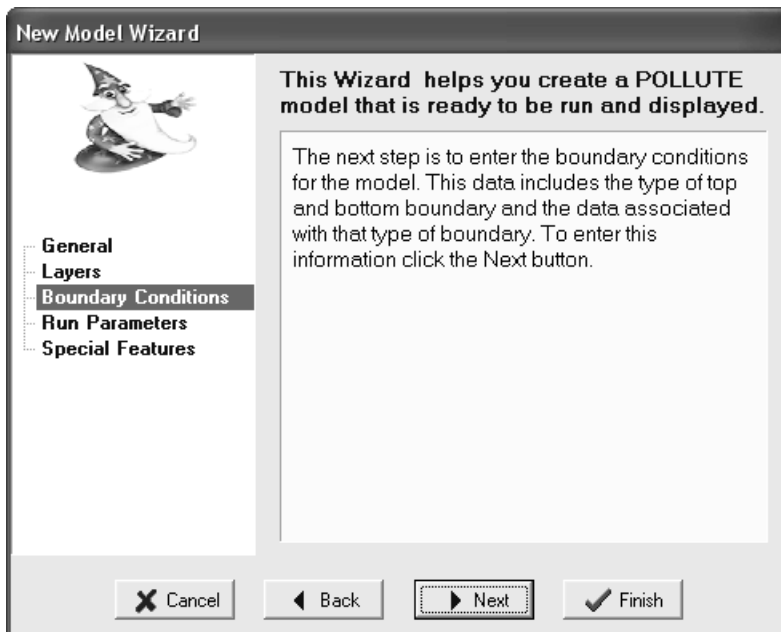 New Model Wizard
This Wizard helps you create a POLLUTE
model that is ready to be run and displayed.
The next step is to enter the boundary conditions
for the model. This data includes the type of top
and bottom boundary and the data associated
with that type of boundary. To enter this
information click the Next button.
General
Layers
Boundary Conditions
Run Parameters
Special Features
Cancel
Back
Next
Finish